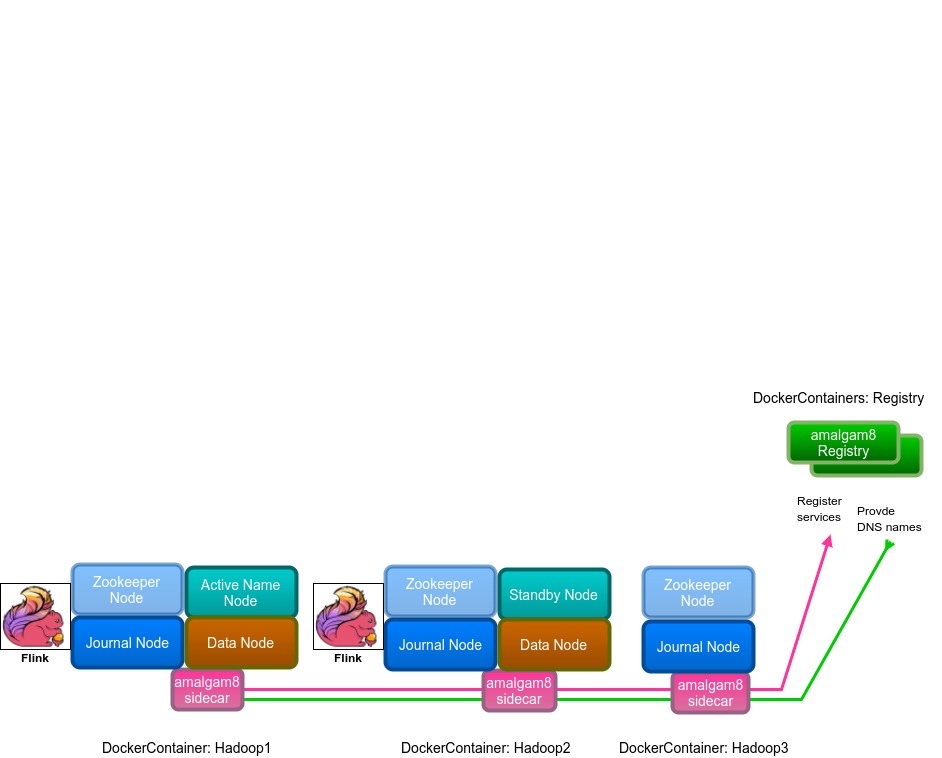 DockerContainers: Registry
amalgam8
Registry
Register
services
Provde
DNS names
Zookeeper
Node
Active Name
Node
Journal Node
Data Node
Flink
amalgam8
sidecar
DockerContainer: Hadoop1
Zookeeper
Node
Standby Node
Journal Node
Data Node
Flink
amalgam8
sidecar
DockerContainer: Hadoop2
Zookeeper
Node
Journal Node
amalgam8
sidecar
DockerContainer: Hadoop3